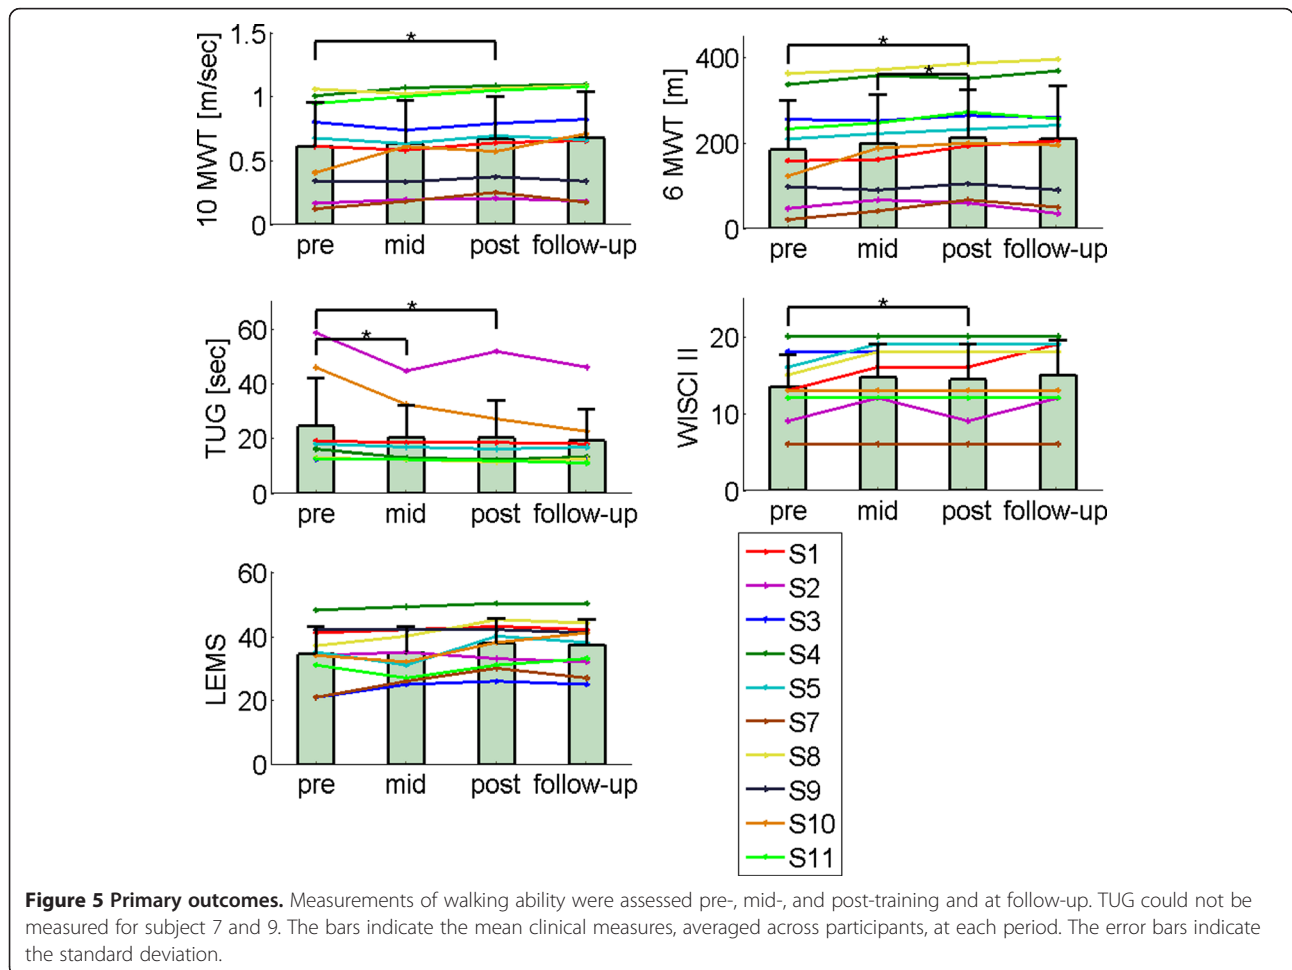 10 MWT [m/sec]
1.5
1
0.5
0
*
pre mid post follow-up
6 MWT [m]
400
200
0
*
*
pre mid post follow-up
TUG [sec]
60
40
20
0
*
*
pre mid post follow-up
WISCI II
20
10
0
*
pre mid post follow-up
LEMS
60
40
20
0
pre mid post follow-up
S1
S2
S3
S4
S5
S7
S8
S9
S10
S11
Figure 5 Primary outcomes. Measurements of walking ability were assessed pre-, mid-, and post-training and at follow-up. TUG could not be
measured for subject 7 and 9. The bars indicate the mean clinical measures, averaged across participants, at each period. The error bars indicate
the standard deviation.